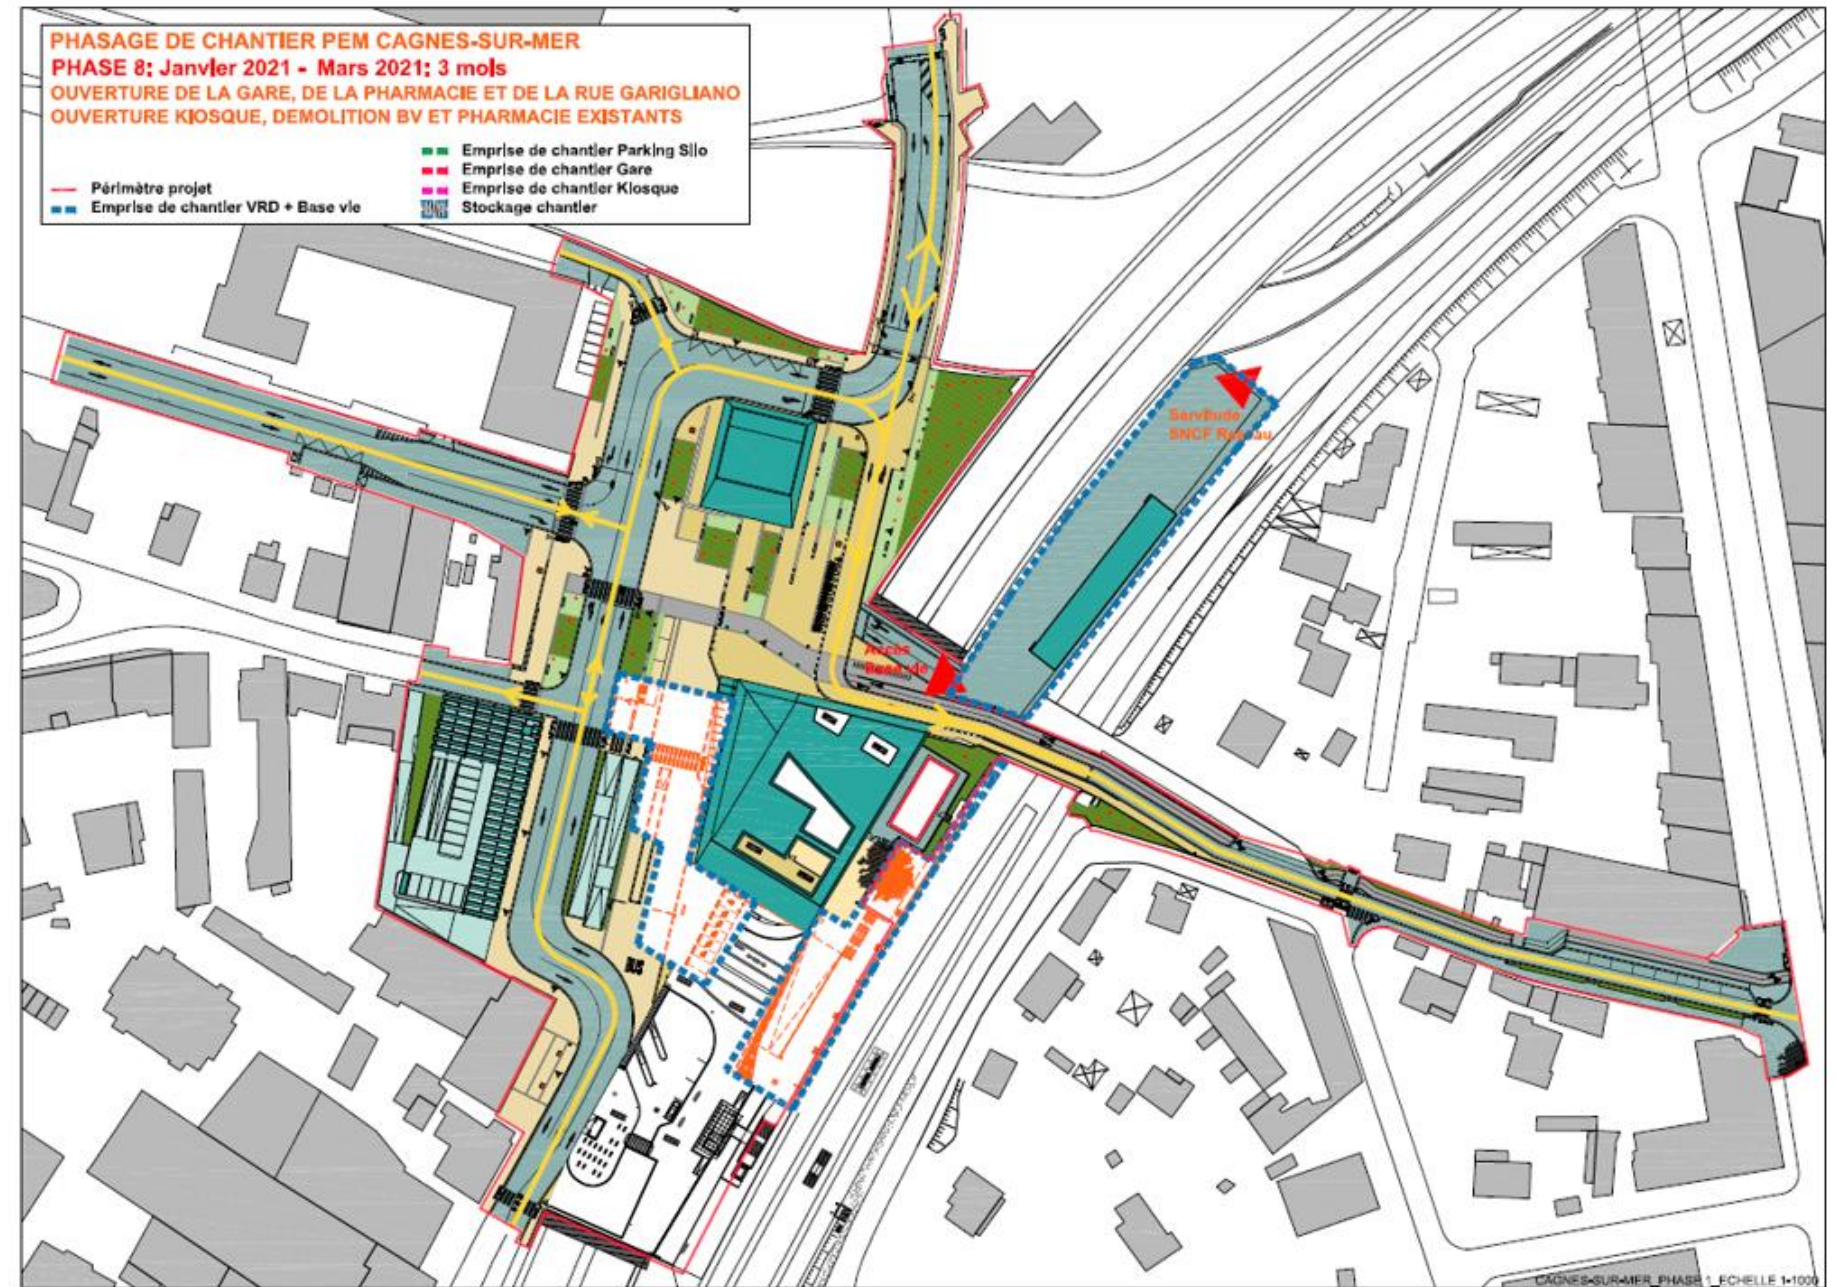 PHASAGE DE CHANTIER PEM CAGNES-SUR-MER
PHASE 8: Janvier 2021 - Mars 2021: 3 mois
OUVERTURE DE LA GARE, DE LA PHARMACIE ET DE LA RUE GARIGLIANO
OUVERTURE KIOSQUE, DEMOLITION BV ET PHARMACIE EXISTANTS
Emprise de chantier Parking Silo
Emprise de chantier Gare
Périmètre projet
Emprise de chantier Kiosque
Emprise de chantier VRD + Base vie
Stockage chantier
Servitude
SNCF
Accès
BUS
CAGNES-SUR-MER_PHASE 1_ECHELLE 1-1000